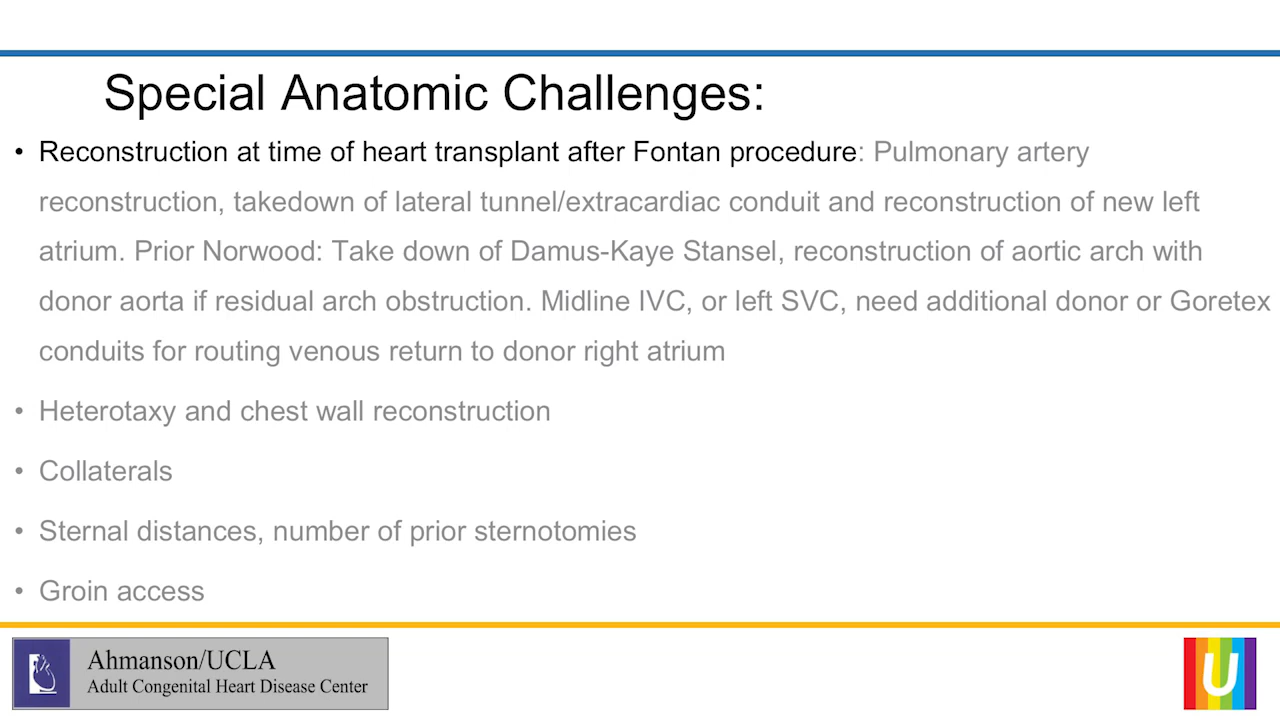 Special Anatomic Challenges:
• Reconstruction at time of heart transplant after Fontan procedure: Pulmonary artery
reconstruction, takedown of lateral tunnel/extracardiac conduit and reconstruction of new left
atrium. Prior Norwood: Take down of Damus-Kaye Stansel, reconstruction of aortic arch with
donor aorta if residual arch obstruction. Midline IVC, or left SVC, need additional donor or Goretex
conduits for routing venous return to donor right atrium
• Heterotaxy and chest wall reconstruction
• Collaterals
• Sternal distances, number of prior sternotomies
• Groin access
Ahmanson/UCLA
Adult Congenital Heart Disease Center
U